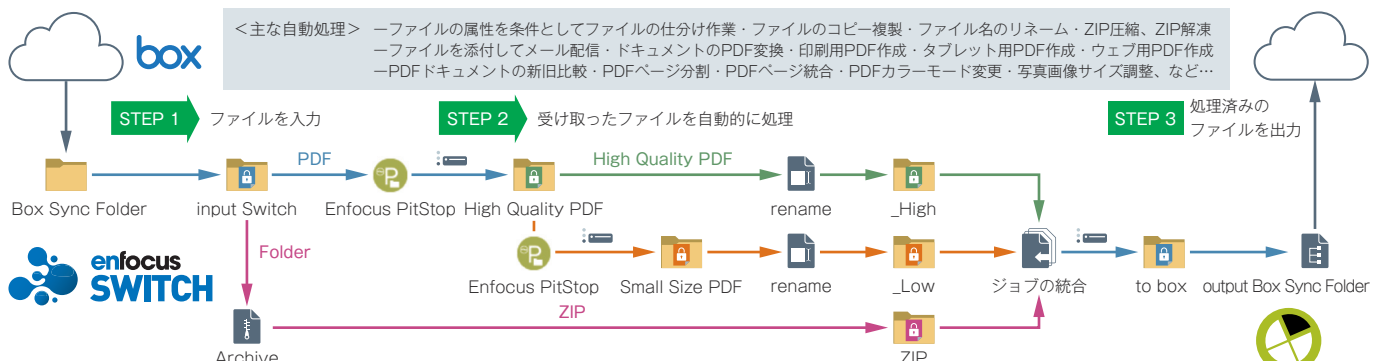 box
<主な自動処理> ーファイルの属性を条件としてファイルの仕分け作業・ファイルのコピー複製・ファイル名のリネーム・ZIP圧縮、ZIP解凍
ーファイルを添付してメール配信・ドキュメントのPDF変換・印刷用PDF作成・タブレット用PDF作成・ウェブ用PDF作成
ーPDFドキュメントの新旧比較・PDFページ分割・PDFページ統合・PDFカラーモード変更・写真画像サイズ調整、など…
STEP 1 ファイルを入力
STEP 2 受け取ったファイルを自動的に処理
STEP 3 処理済みの
ファイルを出力
PDF
High Quality PDF
Box Sync Folder
input Switch
Enfocus PitStop
High Quality PDF
rename
_High
Folder
enfocus
SWITCH
Enfocus PitStop
Small Size PDF
rename
_Low
ジョブの統合
to box
output Box Sync Folder
ZIP
Archive
ZIP